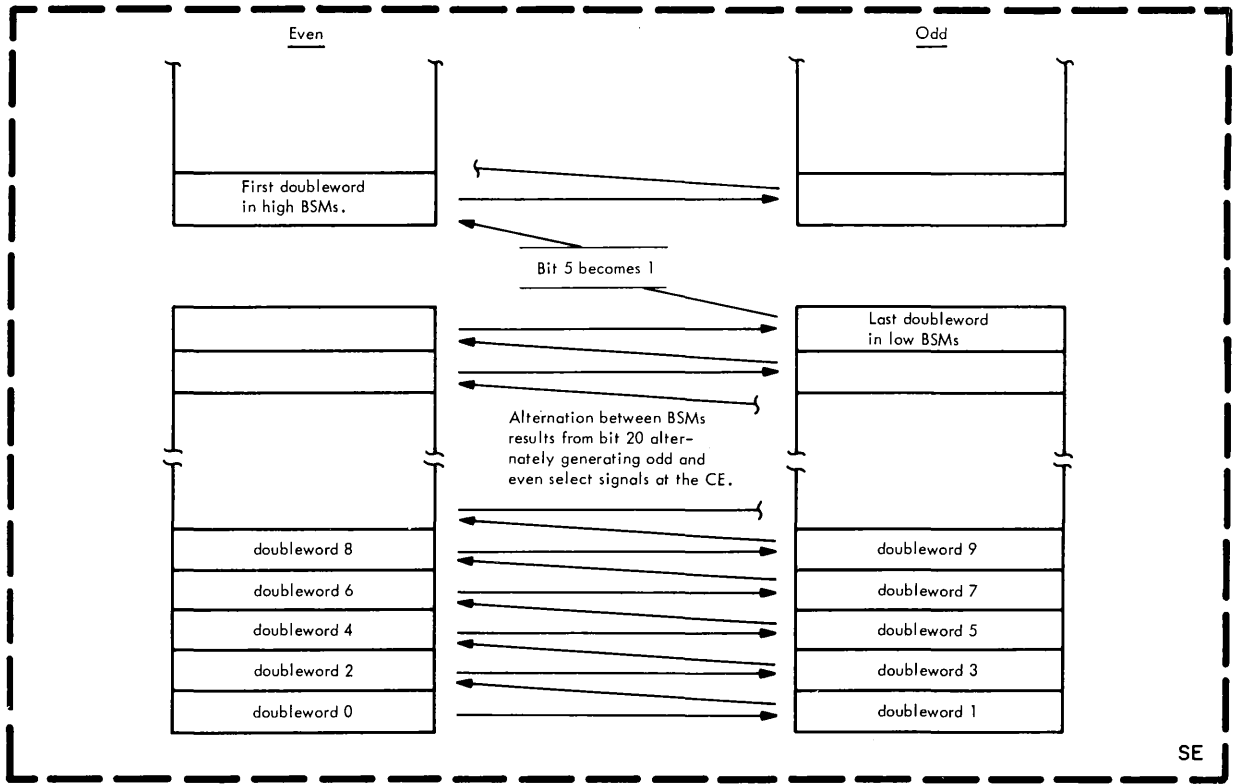 Even
Odd
First doubleword
in high BSMs.
Bit 5 becomes 1
Last doubleword
in low BSMs
Alternation between BSMs
results from bit 20 alter-
nately generating odd and
even select signals at the CE.
doubleword 8
doubleword 9
doubleword 6
doubleword 7
doubleword 4
doubleword 5
doubleword 2
doubleword 3
doubleword 0
doubleword 1
SE